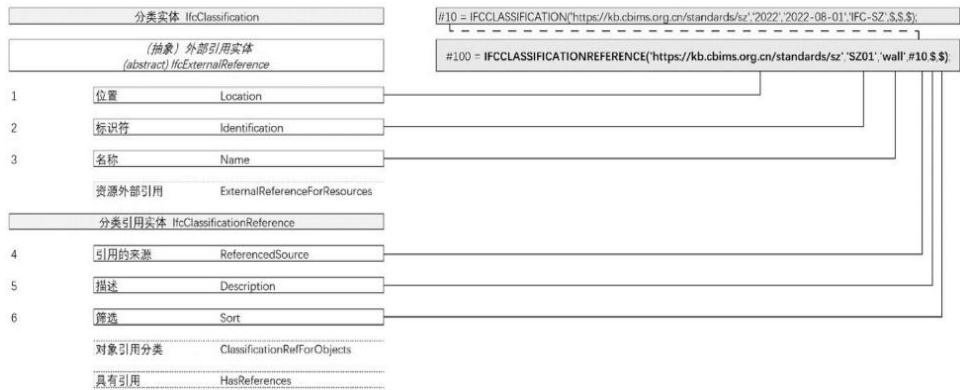 分类实体 IfcClassification
#10 = IFCCLASSIFICATION('https://kb.cbims.org.cn/standards/sz','2022','2022-08-01','IFC-SZ',$,$,$);
(抽象) 外部引用实体
(abstract) IfcExternalReference
#100 = IFCCLASSIFICATIONREFERENCE('https://kb.cbims.org.cn/standards/sz','SZ01','wall',#10,$,$);
1 位置 Location
2 标识符 Identification
3 名称 Name
资源外部引用 ExternalReferenceForResources
分类引用实体 IfcClassificationReference
4 引用的来源 ReferencedSource
5 描述 Description
6 筛选 Sort
对象引用分类 ClassificationRefForObjects
具有引用 HasReferences